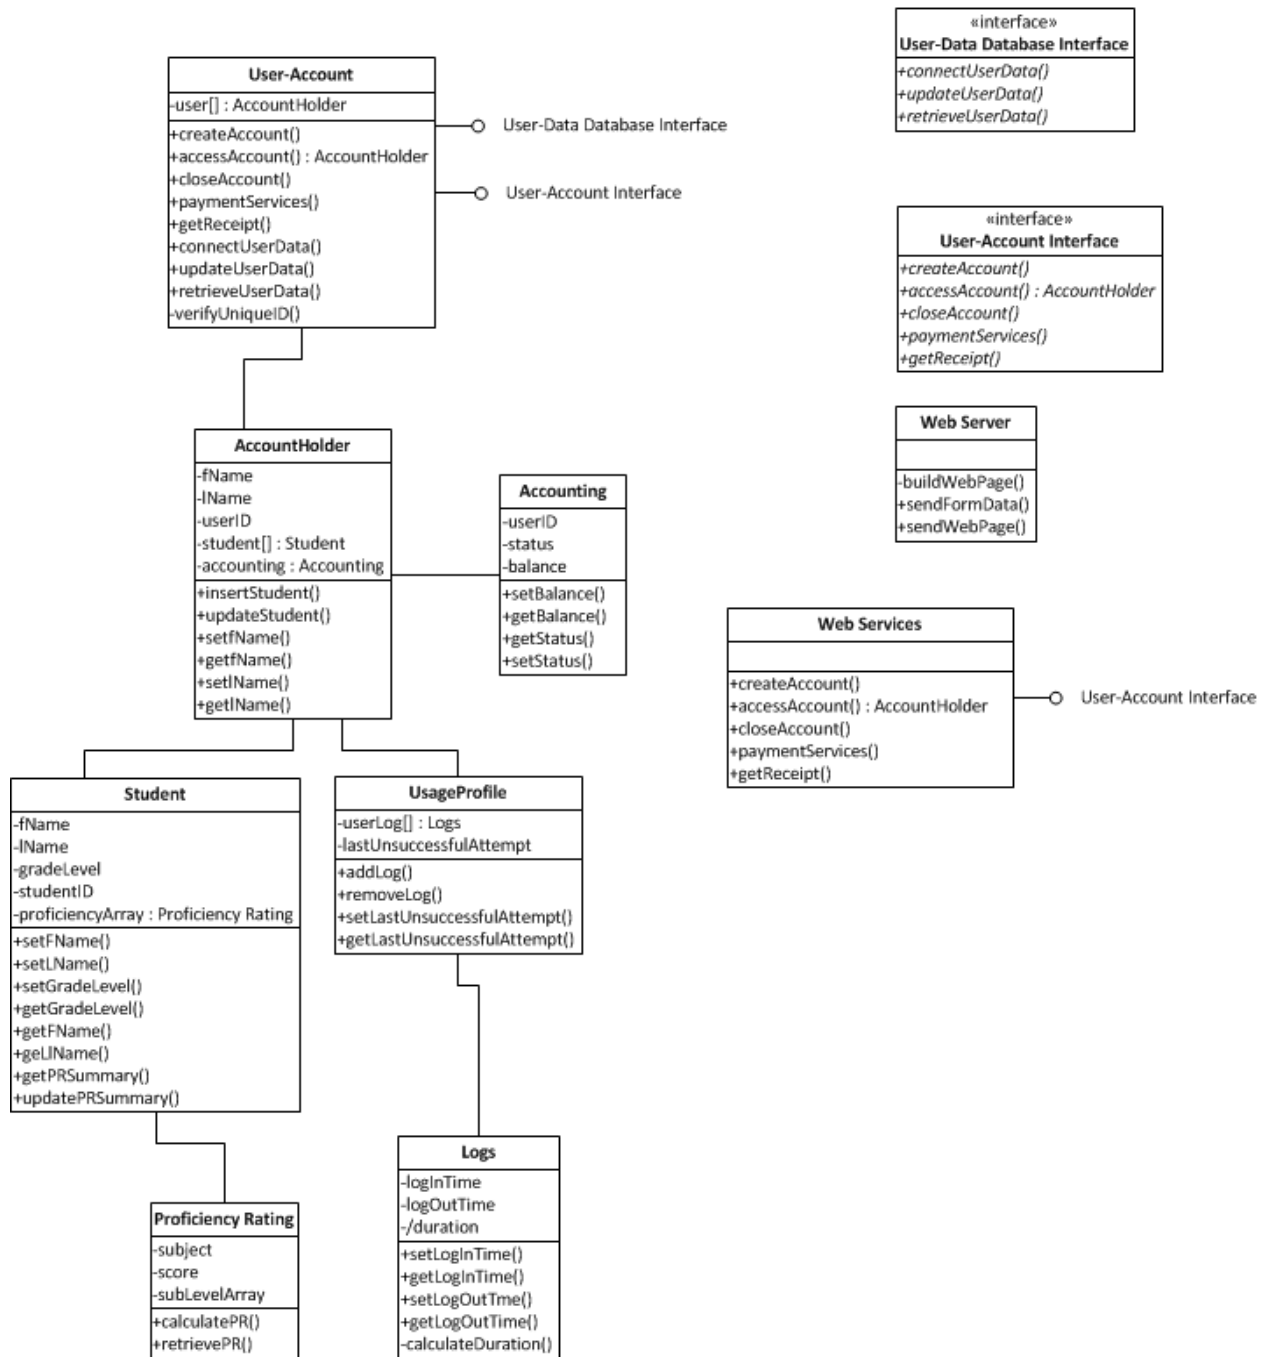 «interface»
User-Data Database Interface
+connectUserData()
+updateUserData()
+retrieveUserData()
User-Account
-user[] : AccountHolder
+createAccount()
+accessAccount() : AccountHolder
+closeAccount()
+paymentServices()
+getReceipt()
+connectUserData()
+updateUserData()
+retrieveUserData()
-verifyUniqueID()
User-Data Database Interface
User-Account Interface
«interface»
User-Account Interface
+createAccount()
+accessAccount() : AccountHolder
+closeAccount()
+paymentServices()
+getReceipt()
Web Server
-buildWebPage()
+sendFormData()
+sendWebPage()
AccountHolder
-fName
-lName
-userID
-student[] : Student
-accounting : Accounting
+insertStudent()
+updateStudent()
+setfName()
+getfName()
+setlName()
+getlName()
Accounting
-userID
-status
-balance
+setBalance()
+getBalance()
+getStatus()
+setStatus()
Web Services
+createAccount()
+accessAccount() : AccountHolder
+closeAccount()
+paymentServices()
+getReceipt()
User-Account Interface
Student
-fName
-lName
-gradeLevel
-studentID
-proficiencyArray : Proficiency Rating
+setFName()
+setLName()
+setGradeLevel()
+getGradeLevel()
+getFName()
+geLlName()
+getPRSummary()
+updatePRSummary()
UsageProfile
-userLog[] : Logs
-lastUnsuccessfulAttempt
+addLog()
+removeLog()
+setLastUnsuccessfulAttempt()
+getLastUnsuccessfulAttempt()
Logs
-logInTime
-logOutTime
-/duration
+setLogInTime()
+getLogInTime()
+setLogOutTme()
+getLogOutTime()
-calculateDuration()
Proficiency Rating
-subject
-score
-subLevelArray
+calculatePR()
+retrievePR()